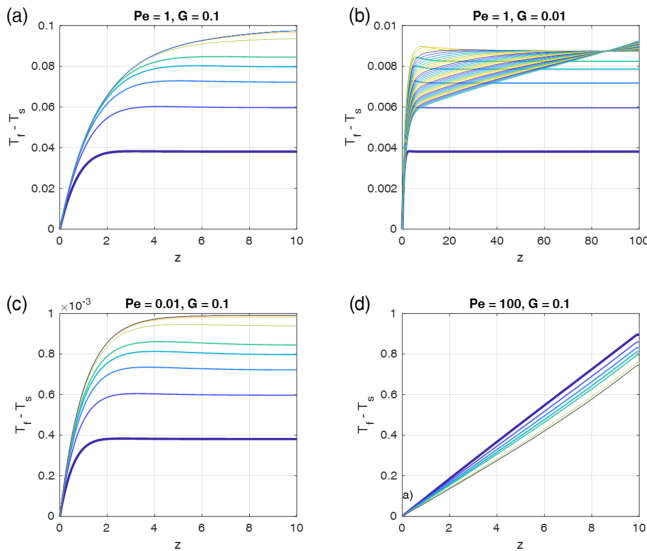 (a)
Pe = 1, G = 0.1
T_f - T_s
0.1
0.08
0.06
0.04
0.02
0
0 2 4 6 8 10
z
(b)
Pe = 1, G = 0.01
T_f - T_s
0.01
0.008
0.006
0.004
0.002
0
0 20 40 60 80 100
z
(c)
×10⁻³
Pe = 0.01, G = 0.1
T_f - T_s
1
0.8
0.6
0.4
0.2
0
0 2 4 6 8 10
z
(d)
Pe = 100, G = 0.1
T_f - T_s
1
0.8
0.6
0.4
0.2
0
a)
0 2 4 6 8 10
z